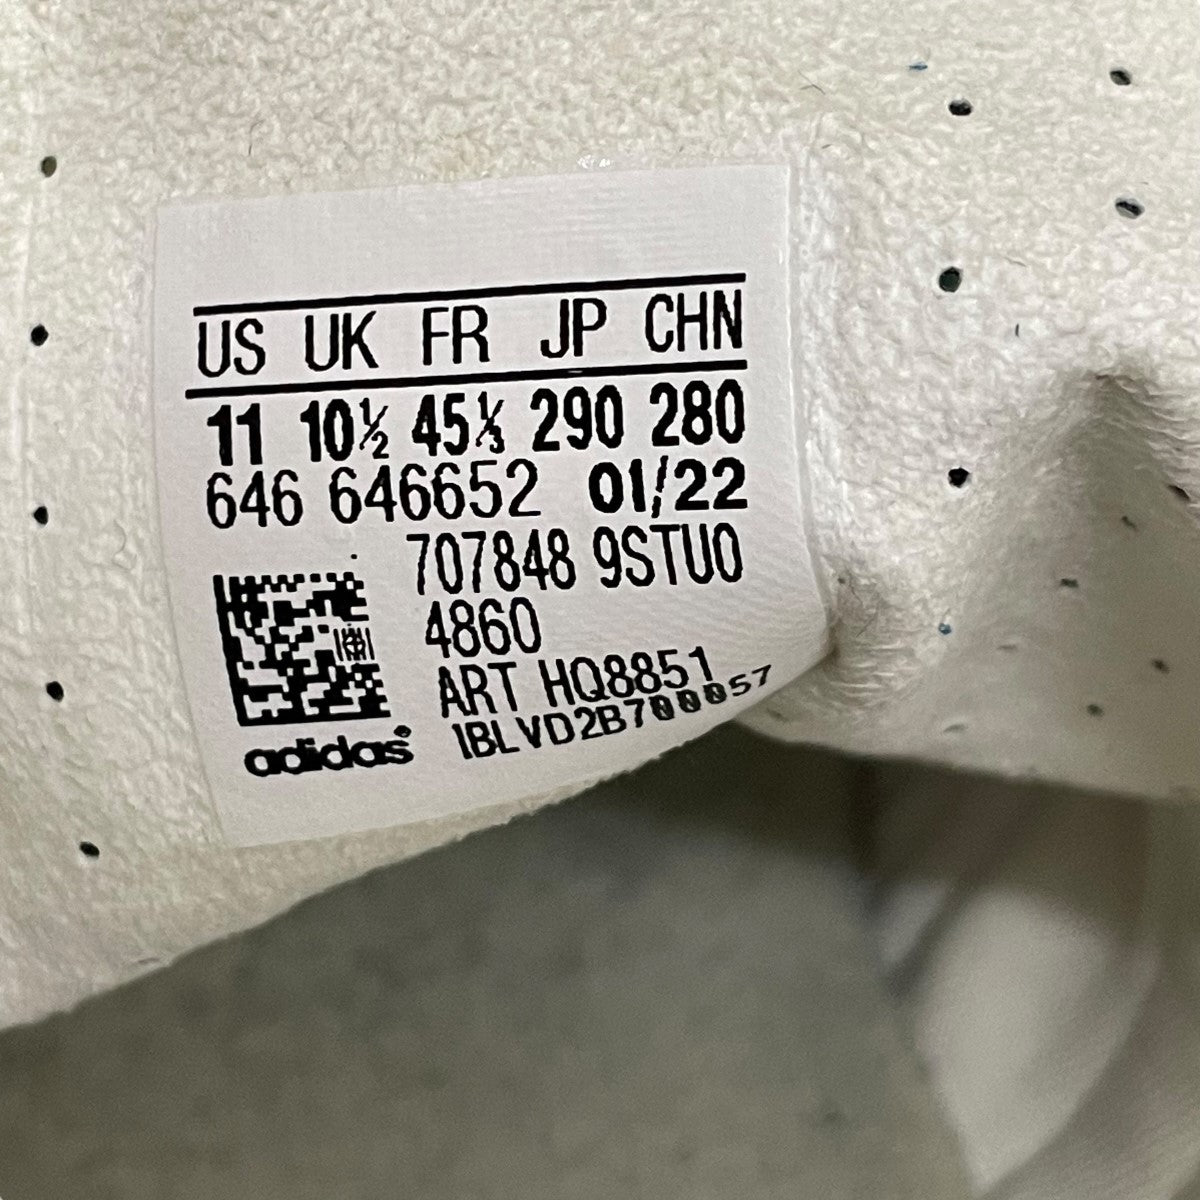 US UK FR JP CHN
11 10½ 45⅓ 290 280
646 646652 01/22
707848 9STU0
4860
ART HQ8851
IBLVD2B700057
adidas®